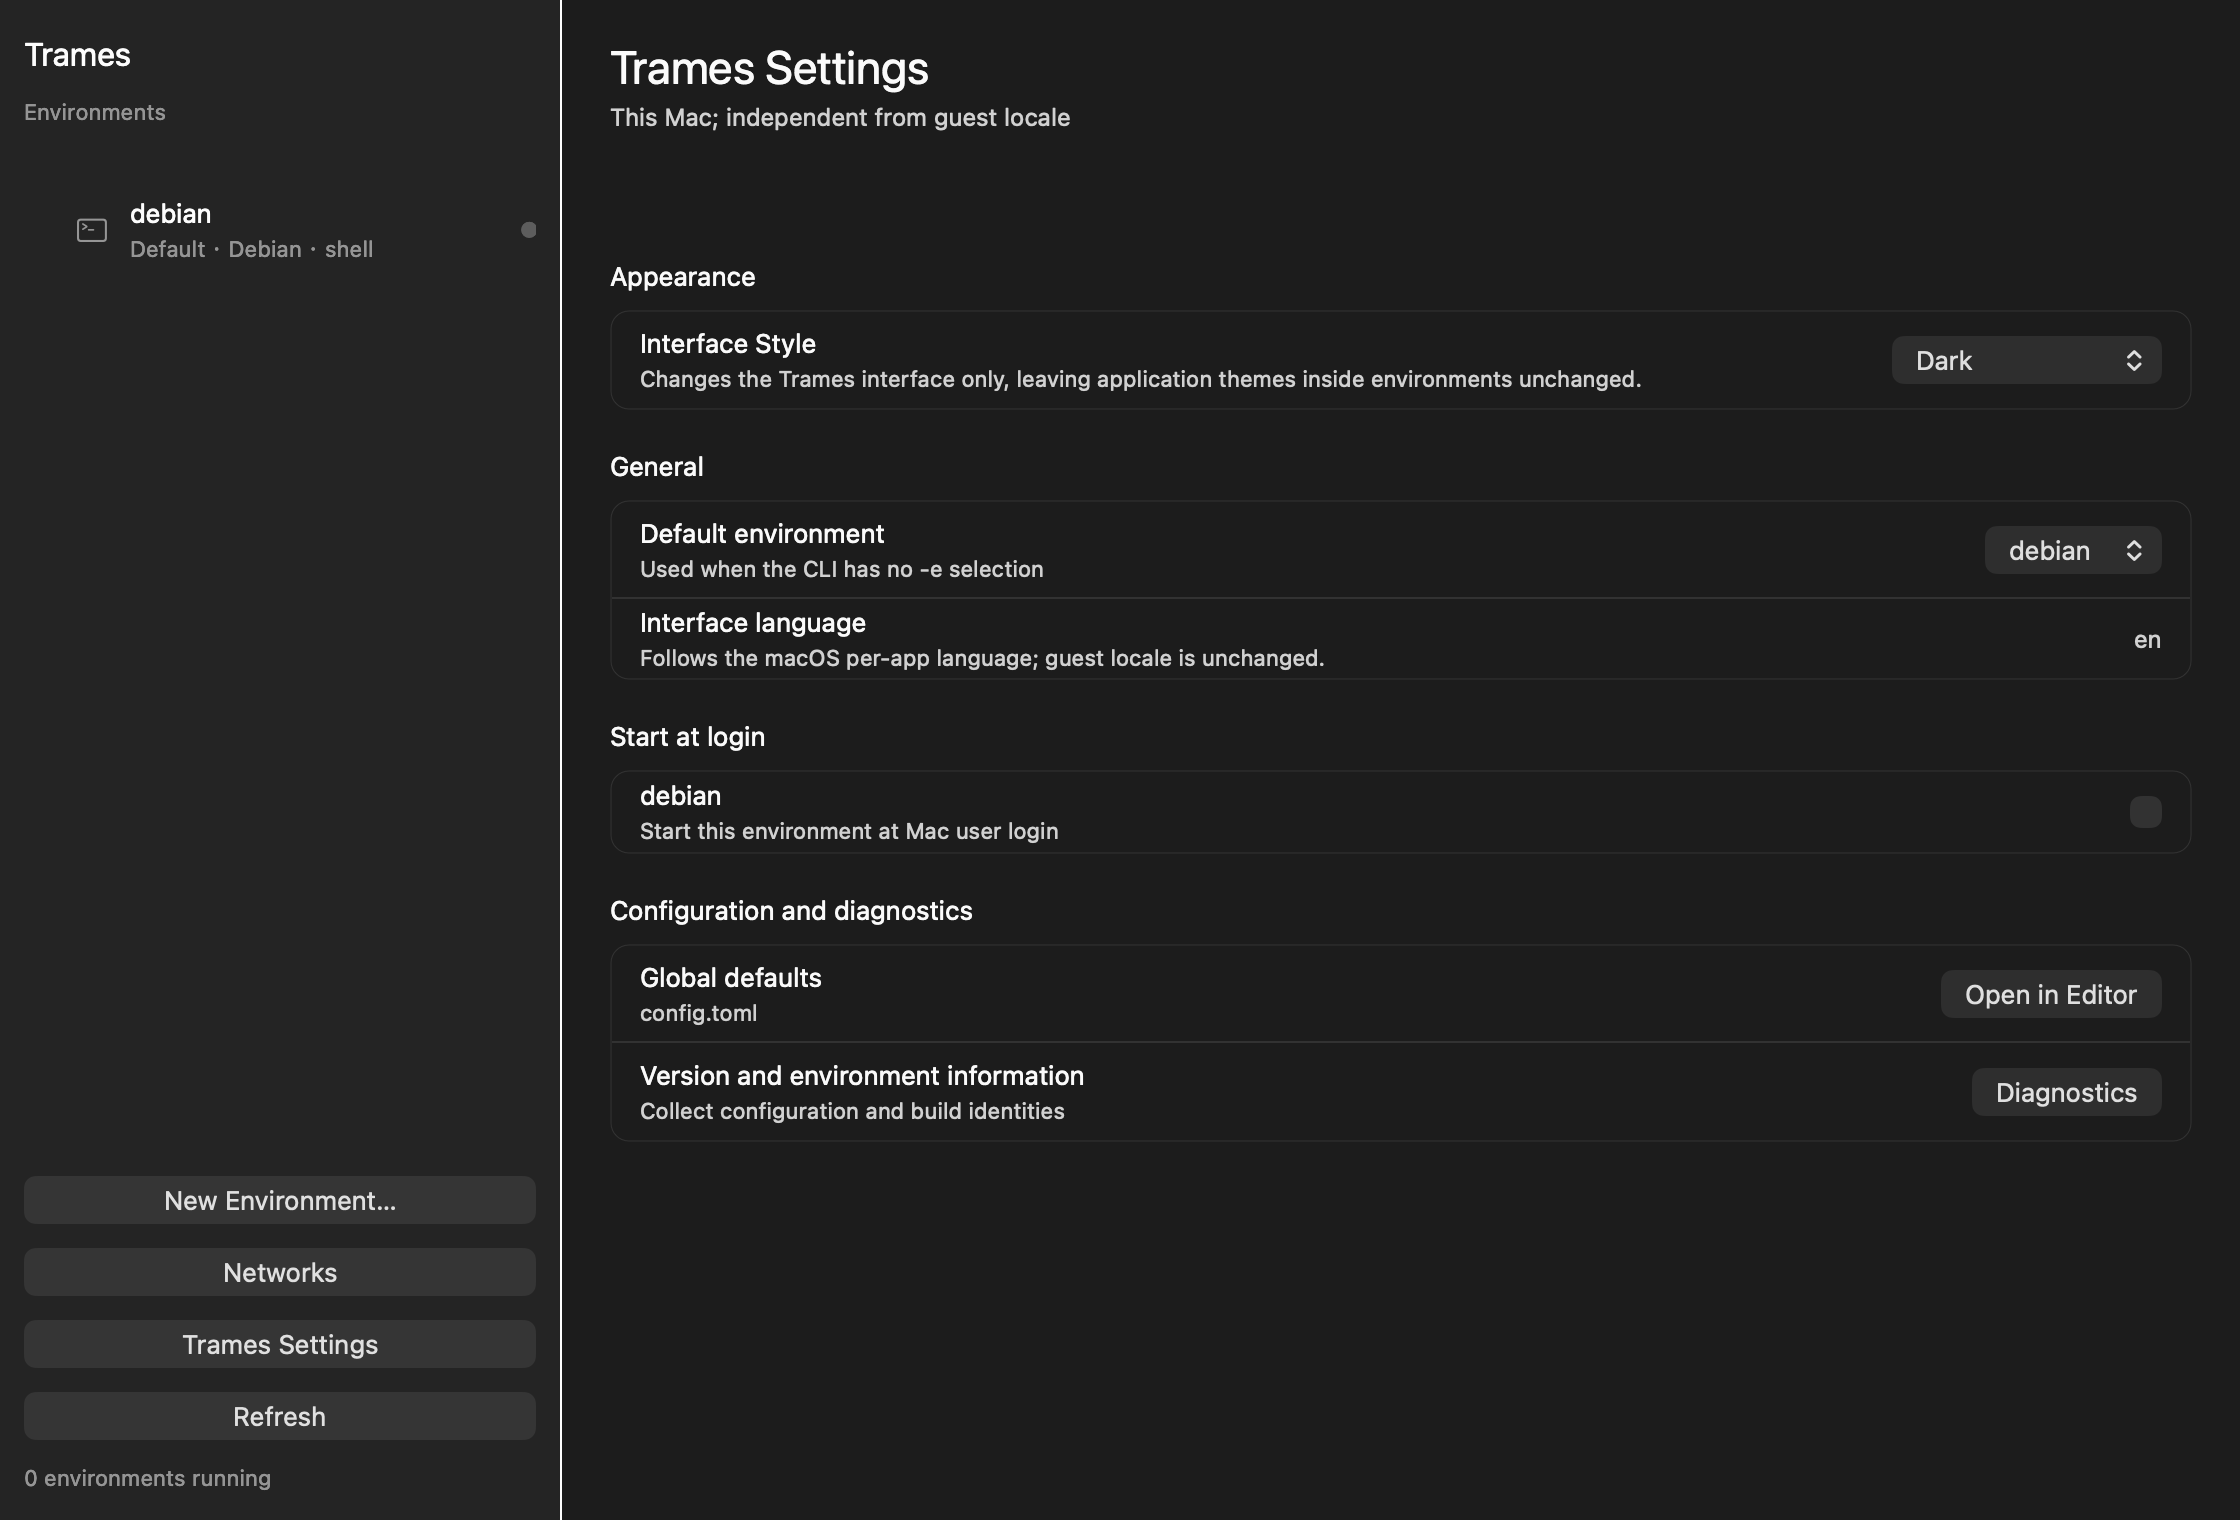 Trames
Environments
debian
Default · Debian · shell
New Environment...
Networks
Trames Settings
Refresh
0 environments running
Trames Settings
This Mac; independent from guest locale
Appearance
Interface Style
Changes the Trames interface only, leaving application themes inside environments unchanged.
Dark
General
Default environment
Used when the CLI has no -e selection
debian
Interface language
Follows the macOS per-app language; guest locale is unchanged.
en
Start at login
debian
Start this environment at Mac user login
Configuration and diagnostics
Global defaults
config.toml
Open in Editor
Version and environment information
Collect configuration and build identities
Diagnostics